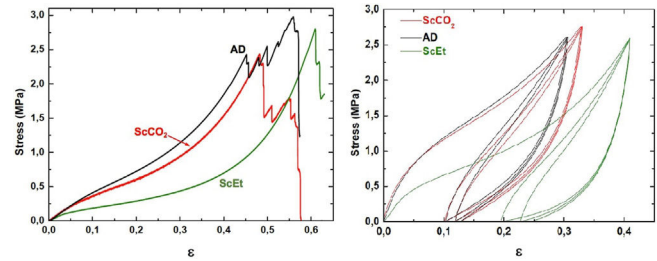 3,0
2,5
2,0
1,5
1,0
0,5
0,0
Stress (MPa)
AD
ScCO₂
ScEt
0,0 0,1 0,2 0,3 0,4 0,5 0,6
ε
3,0
2,5
2,0
1,5
1,0
0,5
0,0
Stress (MPa)
ScCO₂
AD
ScEt
0,0 0,1 0,2 0,3 0,4
ε